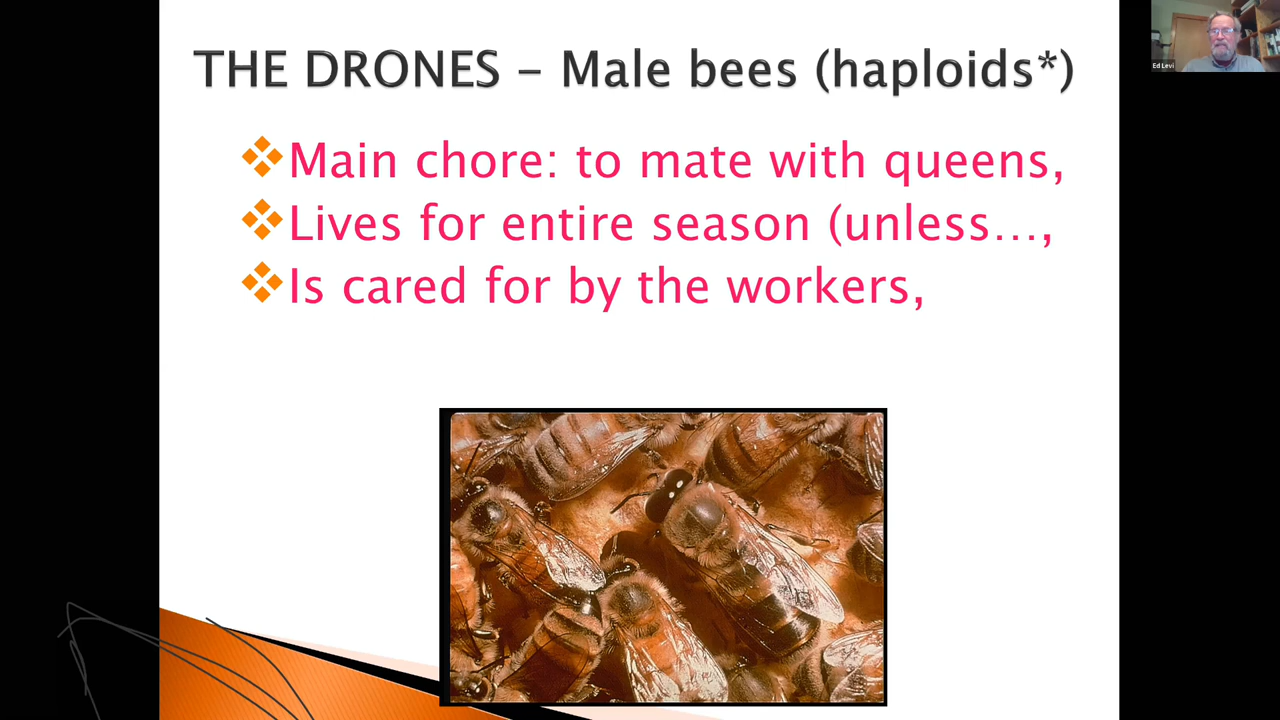 THE DRONES – Male bees (haploids*)
Main chore: to mate with queens,
Lives for entire season (unless…,
Is cared for by the workers,
Ed Levi